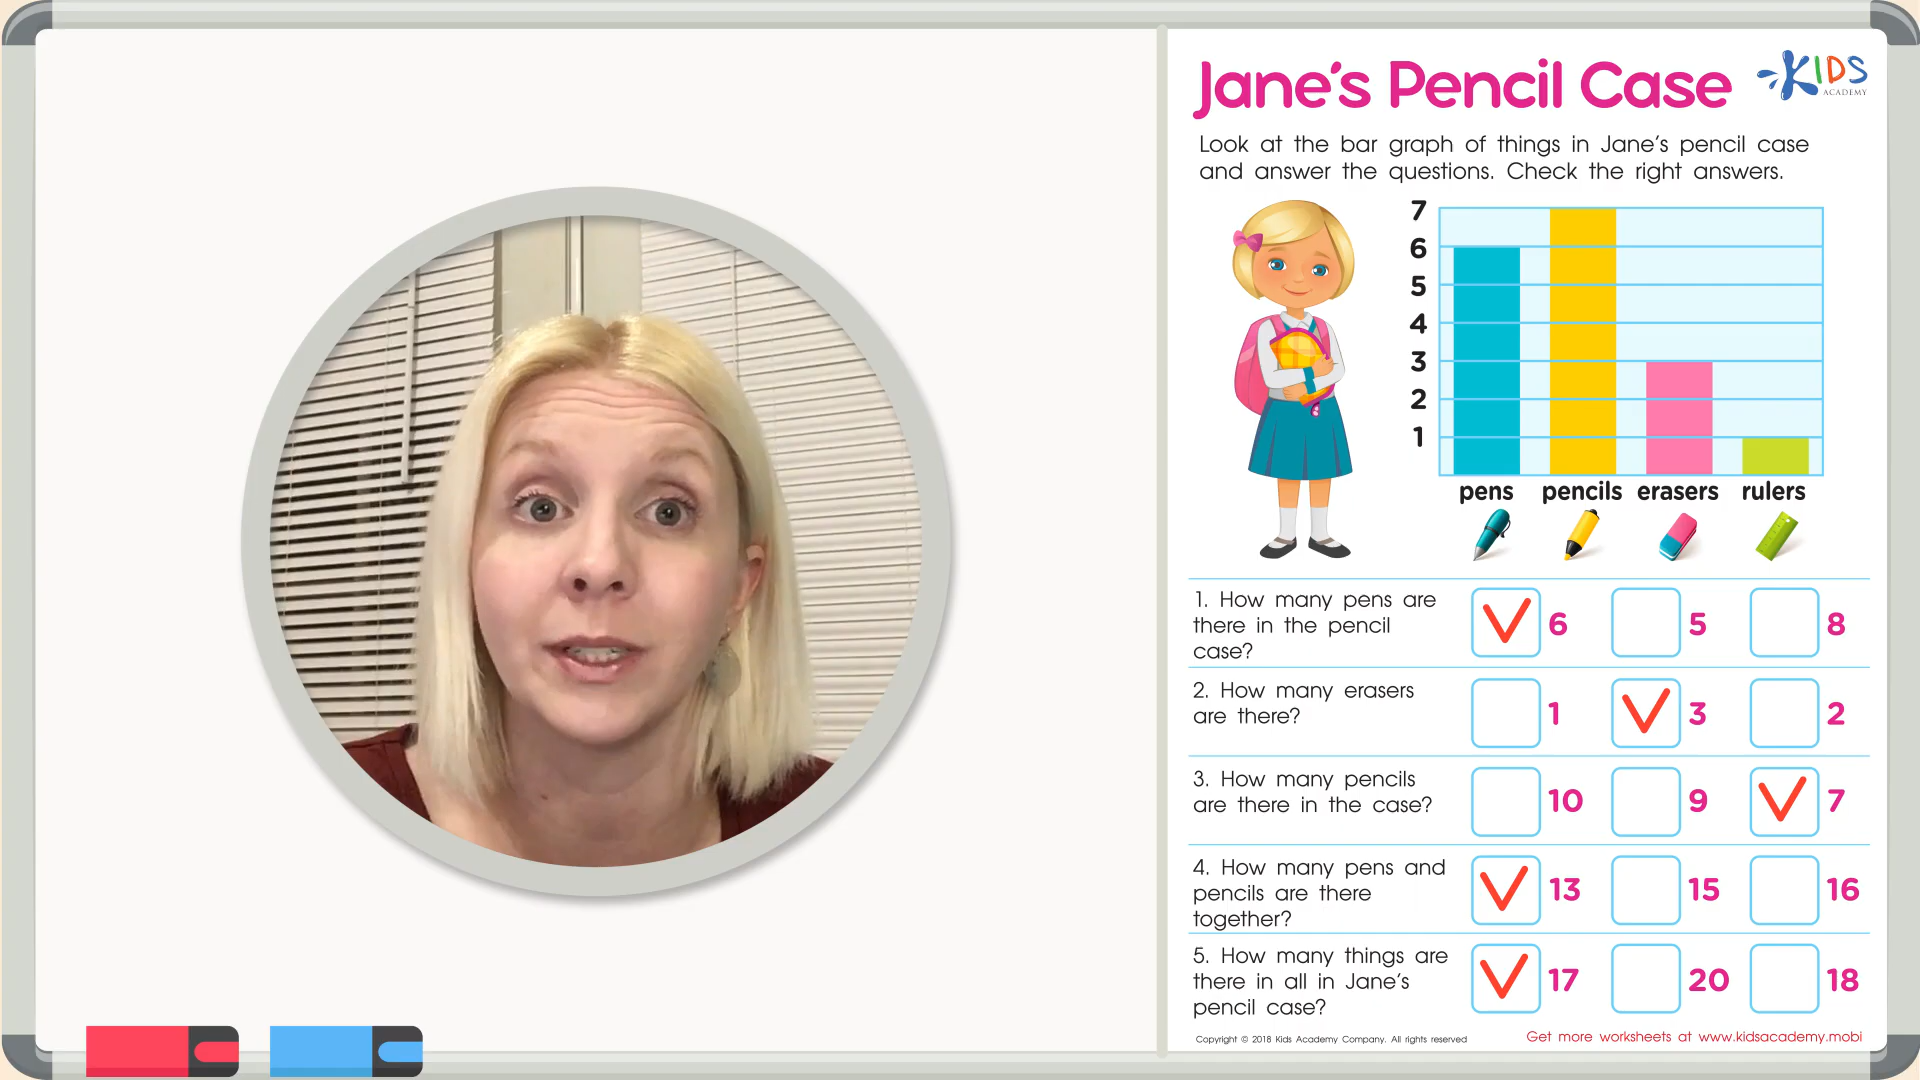 Jane's Pencil Case
KIDS
ACADEMY
Look at the bar graph of things in Jane's pencil case
and answer the questions. Check the right answers.
7
6
5
4
3
2
1
pens pencils erasers rulers
1. How many pens are
there in the pencil
case?
6 5 8
2. How many erasers
are there?
1 3 2
3. How many pencils
are there in the case?
10 9 7
4. How many pens and
pencils are there
together?
13 15 16
5. How many things are
there in all in Jane's
pencil case?
17 20 18
Copyright © 2018 Kids Academy Company. All rights reserved
Get more worksheets at www.kidsacademy.mobi